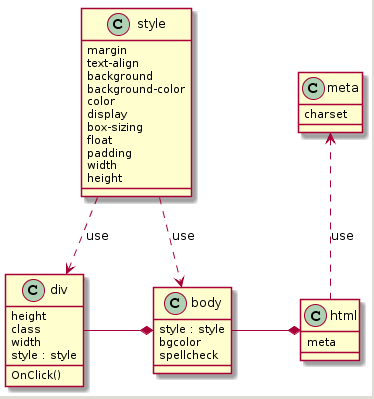 C style
margin
text-align
background
background-color
color
display
box-sizing
float
padding
width
height
C meta
charset
use
use
use
C div
height
class
width
style : style
OnClick()
C body
style : style
bgcolor
spellcheck
C html
meta